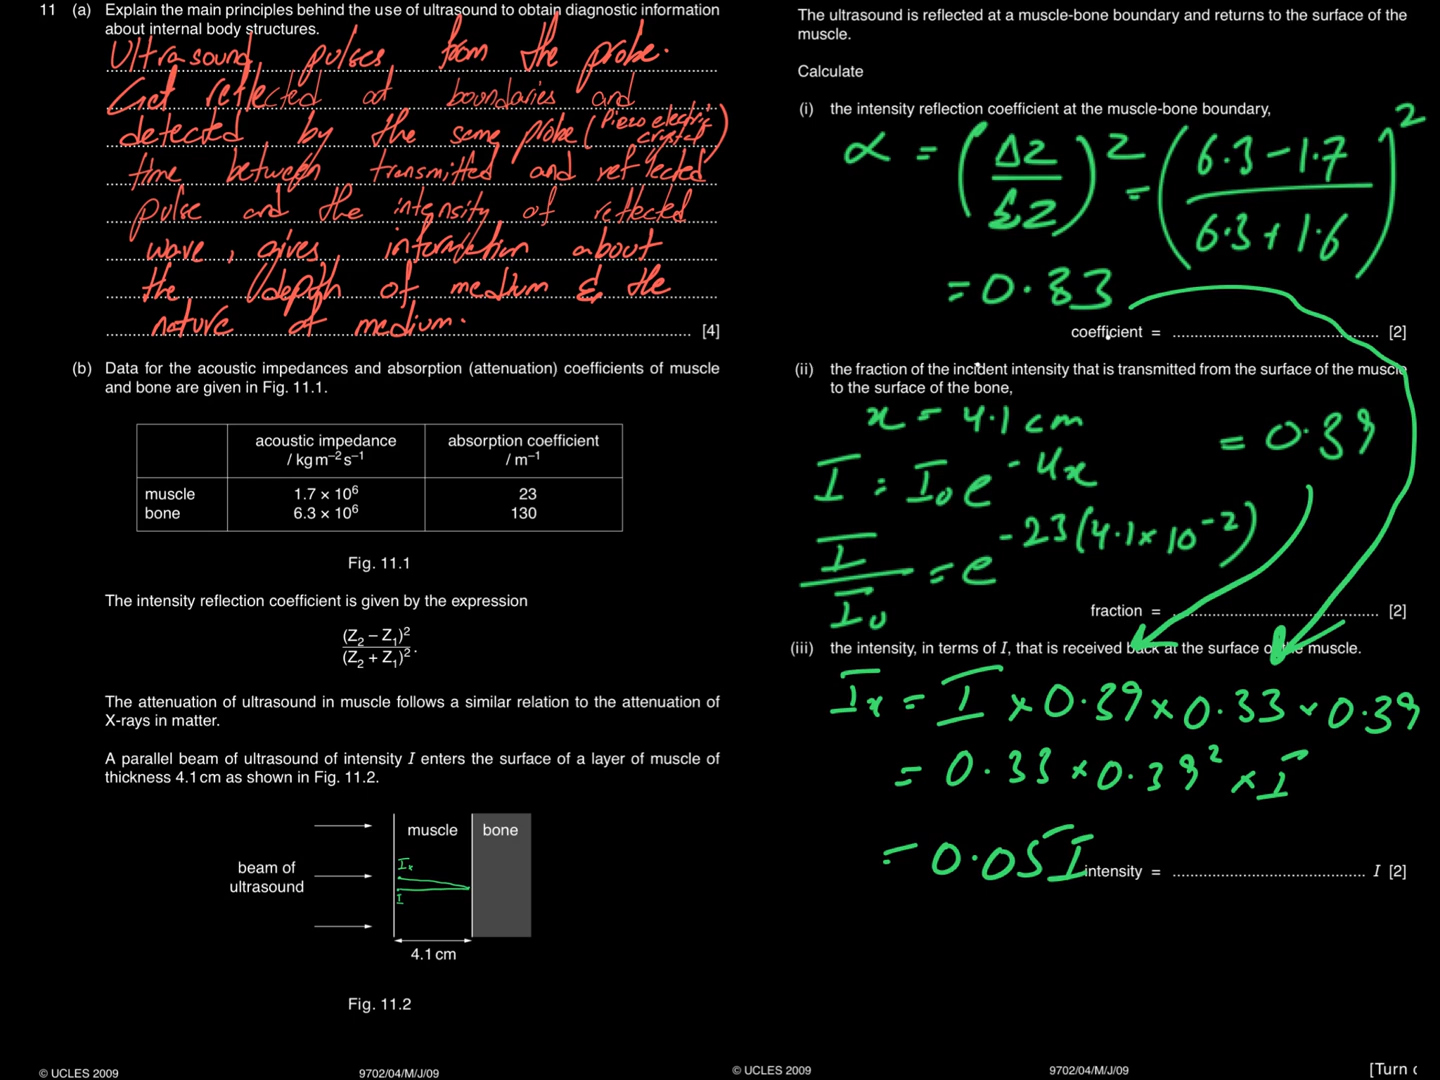 11 (a) Explain the main principles behind the use of ultrasound to obtain diagnostic information
about internal body structures.
Ultrasound pulses from the probe.
Get reflected at boundaries and
detected by the same probe (Piezo electric
crystal)
time between transmitted and reflected
pulse and the intensity of reflected
wave, gives information about
the depth of medium & the
nature of medium.
[4]
(b) Data for the acoustic impedances and absorption (attenuation) coefficients of muscle
and bone are given in Fig. 11.1.
acoustic impedance absorption coefficient
/ kg m⁻² s⁻¹ / m⁻¹
muscle 1.7 × 10⁶ 23
bone 6.3 × 10⁶ 130
Fig. 11.1
The intensity reflection coefficient is given by the expression
(Z₂ – Z₁)²
(Z₂ + Z₁)² .
The attenuation of ultrasound in muscle follows a similar relation to the attenuation of
X-rays in matter.
A parallel beam of ultrasound of intensity I enters the surface of a layer of muscle of
thickness 4.1 cm as shown in Fig. 11.2.
muscle bone
beam of
ultrasound
Iₓ
I
4.1 cm
Fig. 11.2
© UCLES 2009 9702/04/M/J/09
The ultrasound is reflected at a muscle-bone boundary and returns to the surface of the
muscle.
Calculate
(i) the intensity reflection coefficient at the muscle-bone boundary,
α = (ΔZ / ΣZ)² = (6.3 - 1.7 / 6.3 + 1.6)²
= 0.33
coefficient = [2]
(ii) the fraction of the incident intensity that is transmitted from the surface of the muscle
to the surface of the bone,
x = 4.1 cm
= 0.39
I = I₀e^-μx
I / I₀ = e^-23(4.1×10⁻²)
fraction = [2]
(iii) the intensity, in terms of I, that is received back at the surface of the muscle.
Iₓ = I × 0.39 × 0.33 × 0.39
= 0.33 × 0.39² × I
= 0.05I
intensity = I [2]
© UCLES 2009 9702/04/M/J/09 [Turn